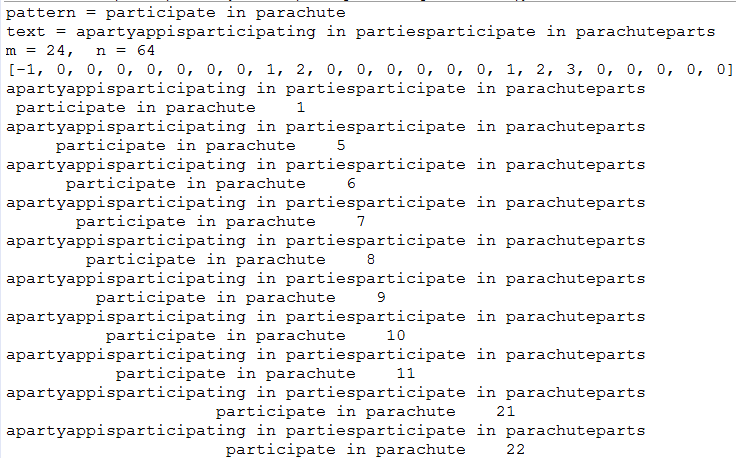 pattern = participate in parachute
text = apartyappisparticipating in partiesparticipate in parachuteparts
m = 24,  n = 64
[-1, 0, 0, 0, 0, 0, 0, 0, 1, 2, 0, 0, 0, 0, 0, 0, 1, 2, 3, 0, 0, 0, 0, 0]
apartyappisparticipating in partiesparticipate in parachuteparts
 participate in parachute    1
apartyappisparticipating in partiesparticipate in parachuteparts
     participate in parachute    5
apartyappisparticipating in partiesparticipate in parachuteparts
      participate in parachute    6
apartyappisparticipating in partiesparticipate in parachuteparts
       participate in parachute    7
apartyappisparticipating in partiesparticipate in parachuteparts
        participate in parachute    8
apartyappisparticipating in partiesparticipate in parachuteparts
         participate in parachute    9
apartyappisparticipating in partiesparticipate in parachuteparts
          participate in parachute    10
apartyappisparticipating in partiesparticipate in parachuteparts
           participate in parachute    11
apartyappisparticipating in partiesparticipate in parachuteparts
                     participate in parachute    21
apartyappisparticipating in partiesparticipate in parachuteparts
                      participate in parachute    22